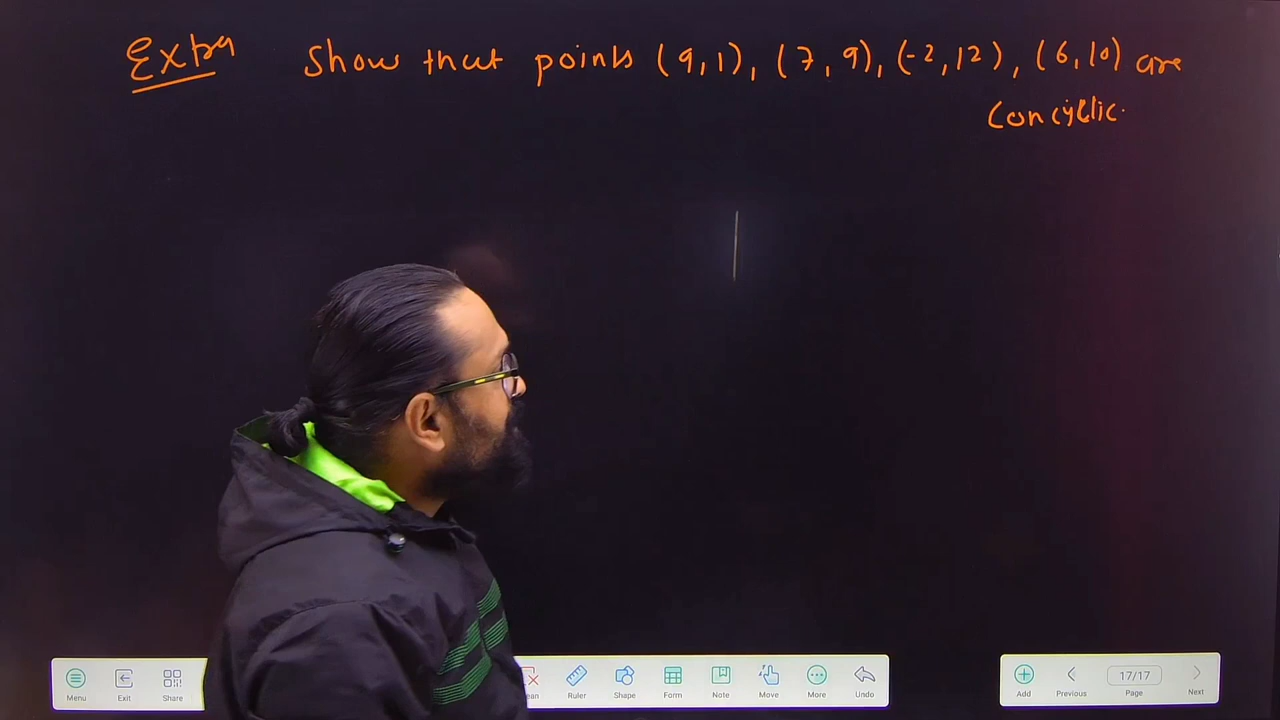 Extra Show that points (9,1), (7,9), (-2,12), (6,10) are
Concyclic.
Menu Exit Share Ruler Shape Form Note Move More Undo Add Previous 17/17 Page Next